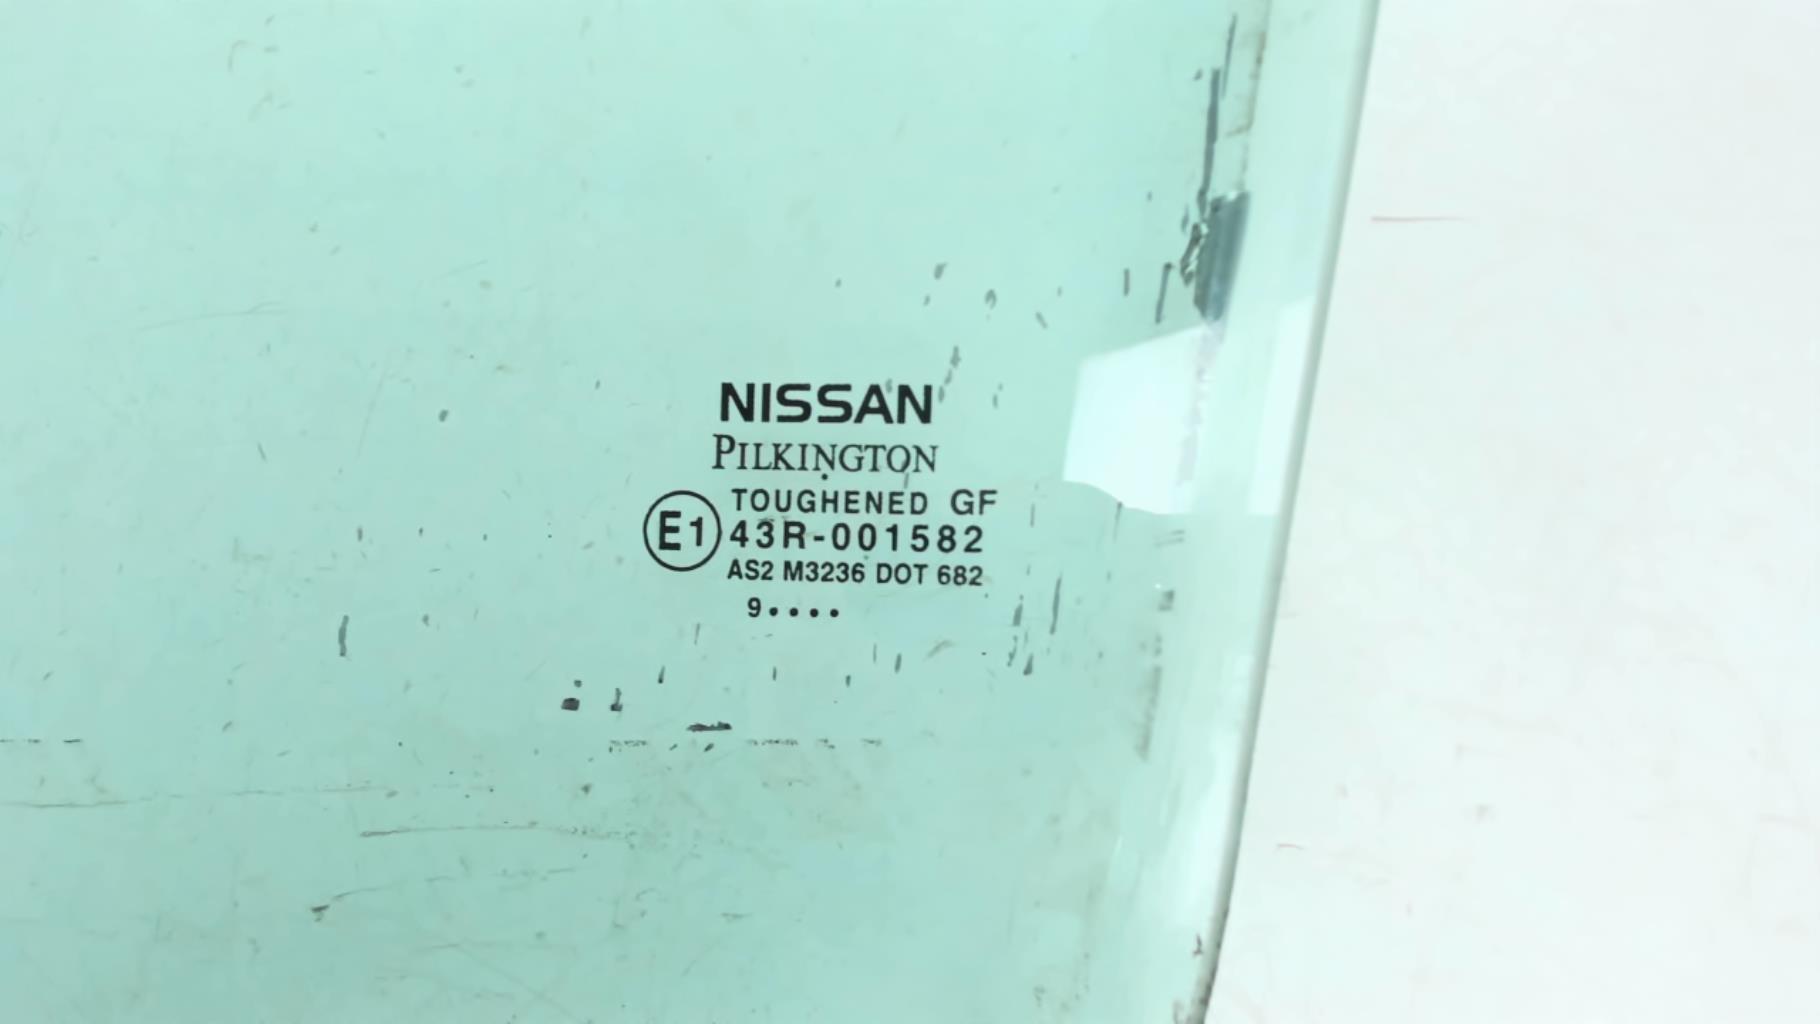 NISSAN
PILKINGTON
TOUGHENED GF
E1 43R-001582
AS2 M3236 DOT 682
9....